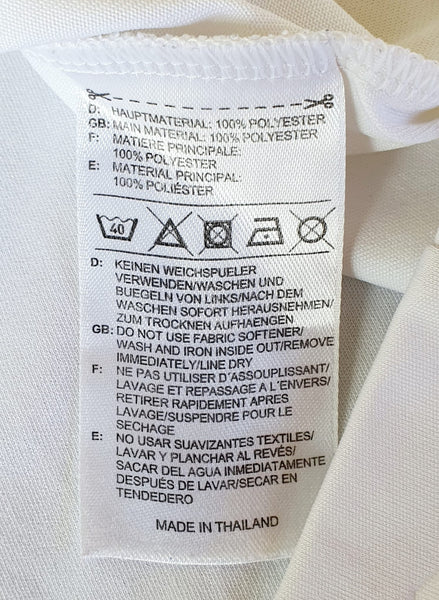 D: HAUPTMATERIAL: 100% POLYESTER
GB: MAIN MATERIAL: 100% POLYESTER
F: MATIERE PRINCIPALE:
100% POLYESTER
E: MATERIAL PRINCIPAL:
100% POLIÉSTER
40
D: KEINEN WEICHSPUELER
VERWENDEN/WASCHEN UND
BUEGELN VON LINKS/NACH DEM
WASCHEN SOFORT HERAUSNEHMEN/
ZUM TROCKNEN AUFHAENGEN
GB: DO NOT USE FABRIC SOFTENER/
WASH AND IRON INSIDE OUT/REMOVE
IMMEDIATELY/LINE DRY
F: NE PAS UTILISER D'ASSOUPLISSANT/
LAVAGE ET REPASSAGE A L'ENVERS/
RETIRER RAPIDEMENT APRES
LAVAGE/SUSPENDRE POUR LE
SECHAGE
E: NO USAR SUAVIZANTES TEXTILES/
LAVAR Y PLANCHAR AL REVÉS/
SACAR DEL AGUA INMEDIATAMENTE
DESPUÉS DE LAVAR/SECAR EN
TENDEDERO
MADE IN THAILAND